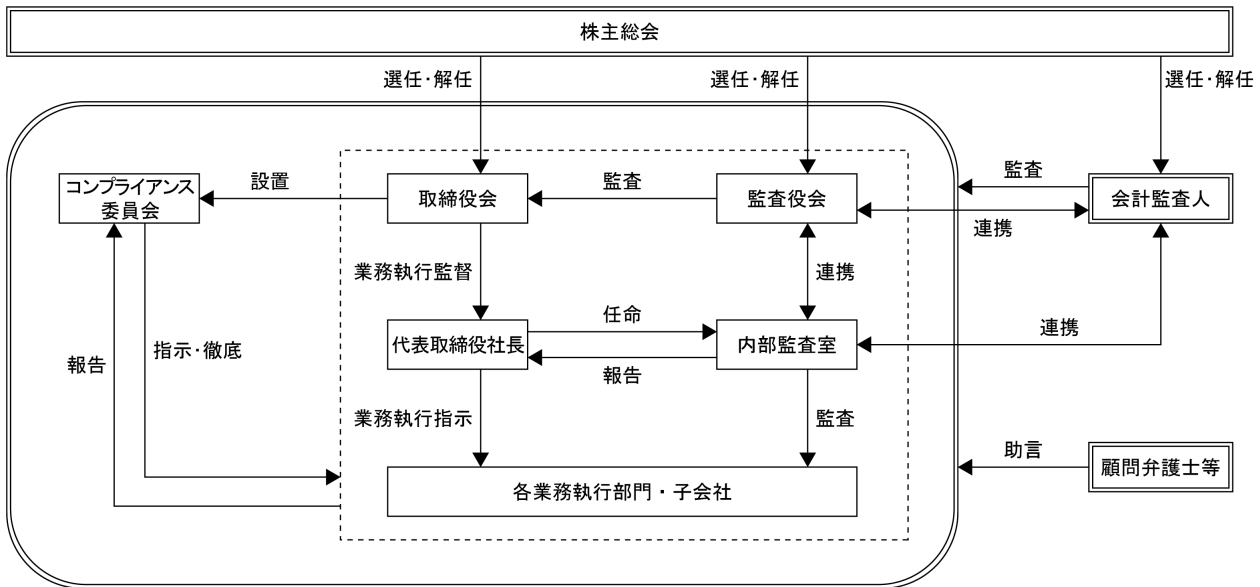 株主総会
選任・解任
選任・解任
選任・解任
コンプライアンス
委員会
設置
取締役会
監査
監査役会
監査
連携
会計監査人
業務執行監督
連携
報告
指示・徹底
代表取締役社長
任命
報告
内部監査室
連携
業務執行指示
監査
助言
顧問弁護士等
各業務執行部門・子会社